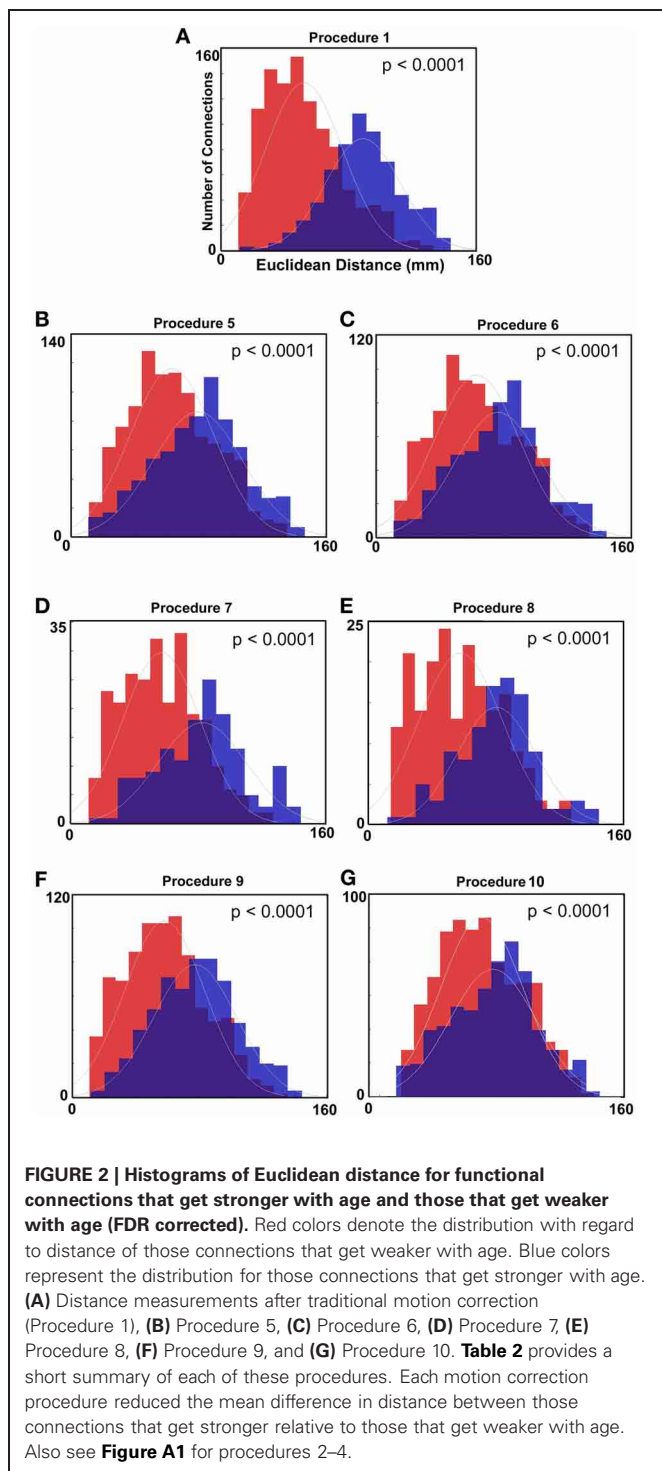 A
Procedure 1
160
p < 0.0001
Number of Connections
0
0
Euclidean Distance (mm)
160
B
Procedure 5
140
p < 0.0001
0
0
160
C
Procedure 6
120
p < 0.0001
0
0
160
D
Procedure 7
35
p < 0.0001
0
0
160
E
Procedure 8
25
p < 0.0001
0
0
160
F
Procedure 9
120
p < 0.0001
0
0
160
G
Procedure 10
100
p < 0.0001
0
0
160
FIGURE 2 | Histograms of Euclidean distance for functional
connections that get stronger with age and those that get weaker
with age (FDR corrected). Red colors denote the distribution with regard
to distance of those connections that get weaker with age. Blue colors
represent the distribution for those connections that get stronger with age.
(A) Distance measurements after traditional motion correction
(Procedure 1), (B) Procedure 5, (C) Procedure 6, (D) Procedure 7, (E)
Procedure 8, (F) Procedure 9, and (G) Procedure 10. Table 2 provides a
short summary of each of these procedures. Each motion correction
procedure reduced the mean difference in distance between those
connections that get stronger relative to those that get weaker with age.
Also see Figure A1 for procedures 2–4.